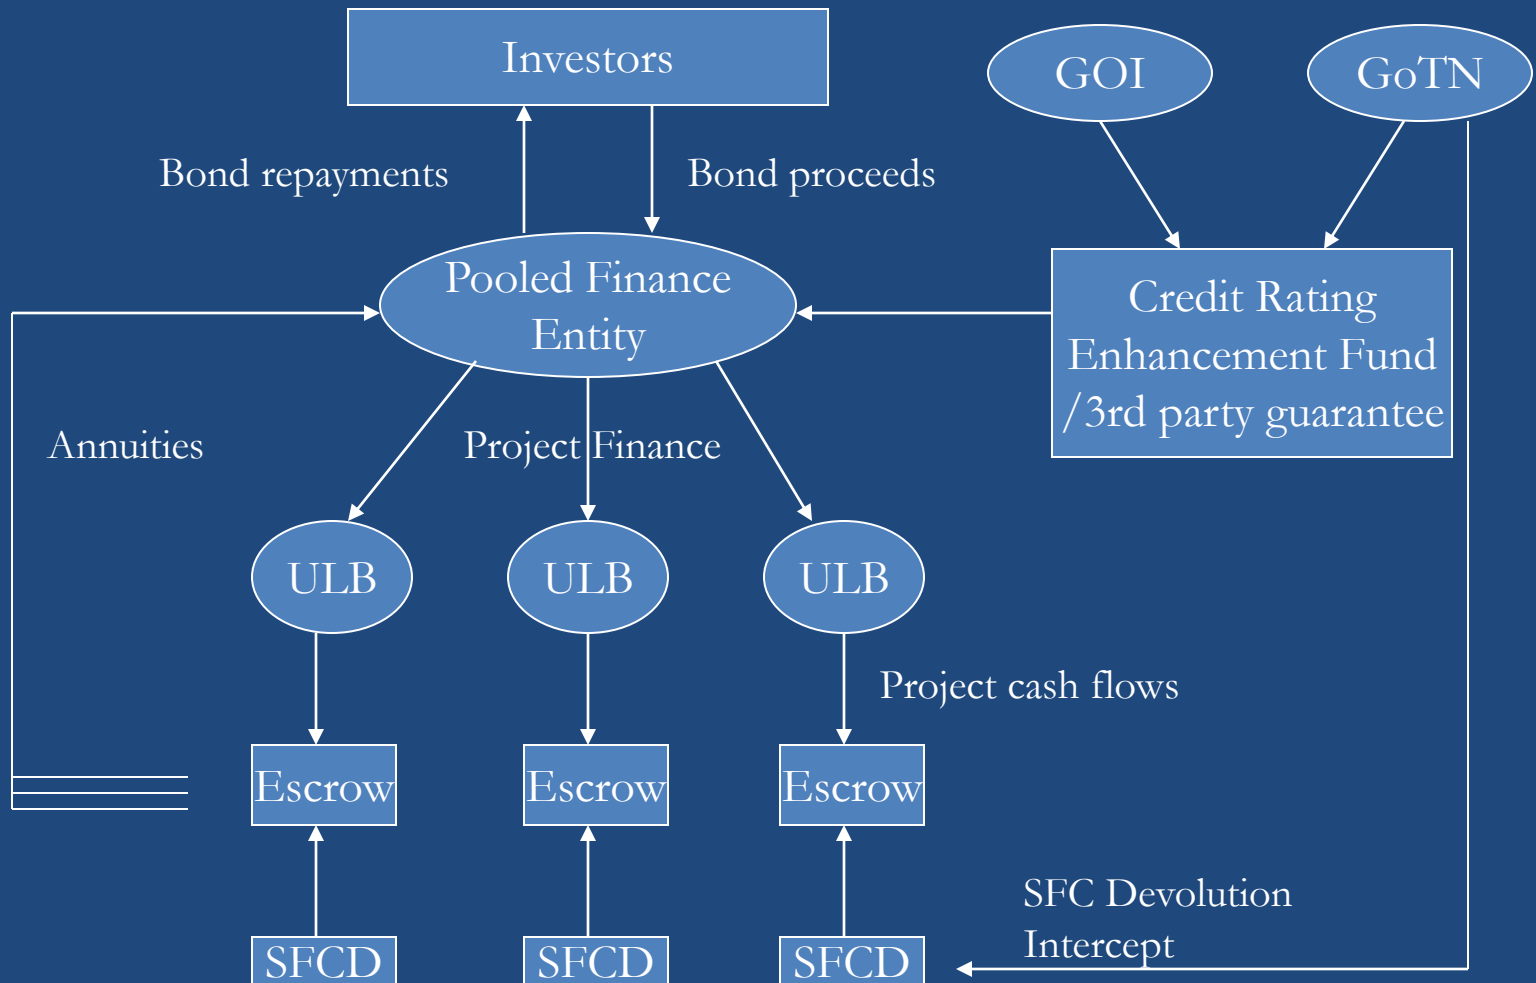 Investors
GOI
GoTN
Bond repayments
Bond proceeds
Pooled Finance
Entity
Credit Rating
Enhancement Fund
/3rd party guarantee
Annuities
Project Finance
ULB
ULB
ULB
Project cash flows
Escrow
Escrow
Escrow
SFC Devolution
Intercept
SFCD
SFCD
SFCD